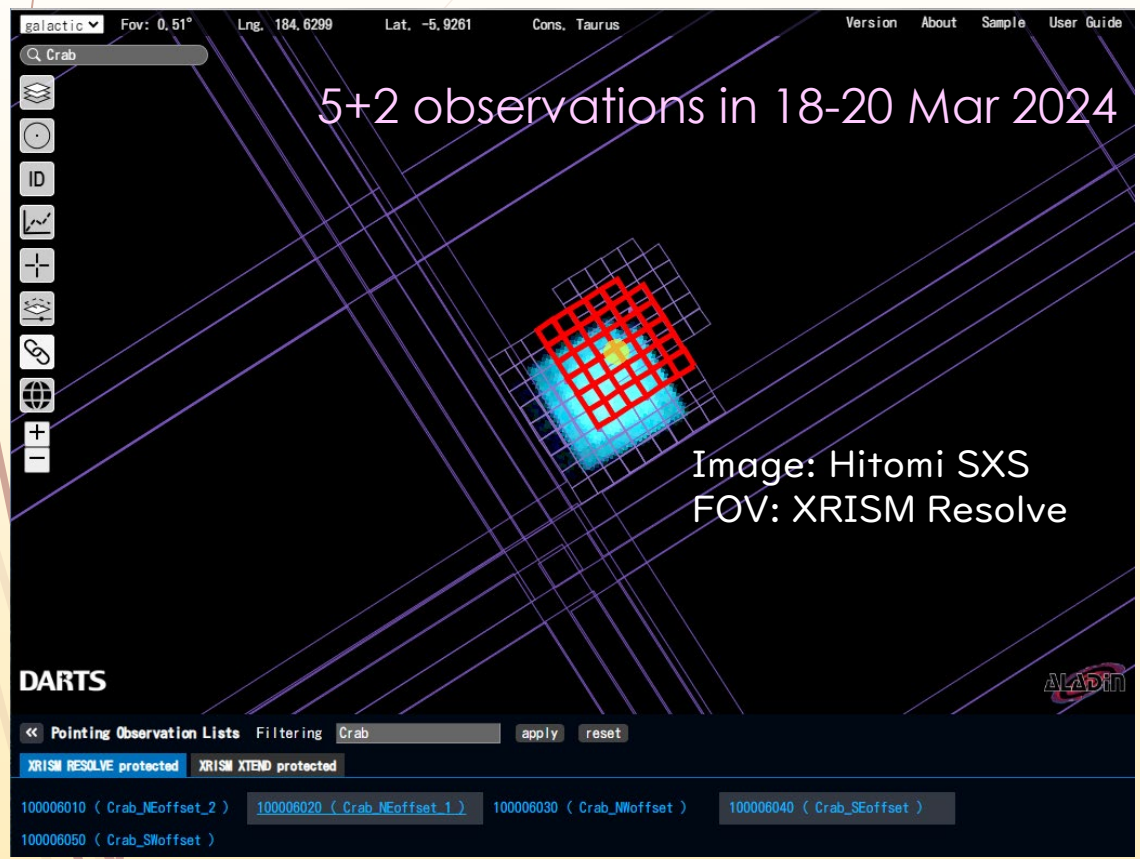 galactic Fov: 0.51° Lng. 184.6299 Lat. -5.9261 Cons. Taurus Version About Sample User Guide
Crab
5+2 observations in 18-20 Mar 2024
ID
Image: Hitomi SXS
FOV: XRISM Resolve
DARTS
ALADin
« Pointing Observation Lists Filtering Crab apply reset
XRISM RESOLVE protected XRISM XTEND protected
100006010 ( Crab_NEoffset_2 ) 100006020 ( Crab_NEoffset_1 ) 100006030 ( Crab_NWoffset ) 100006040 ( Crab_SEoffset )
100006050 ( Crab_SWoffset )